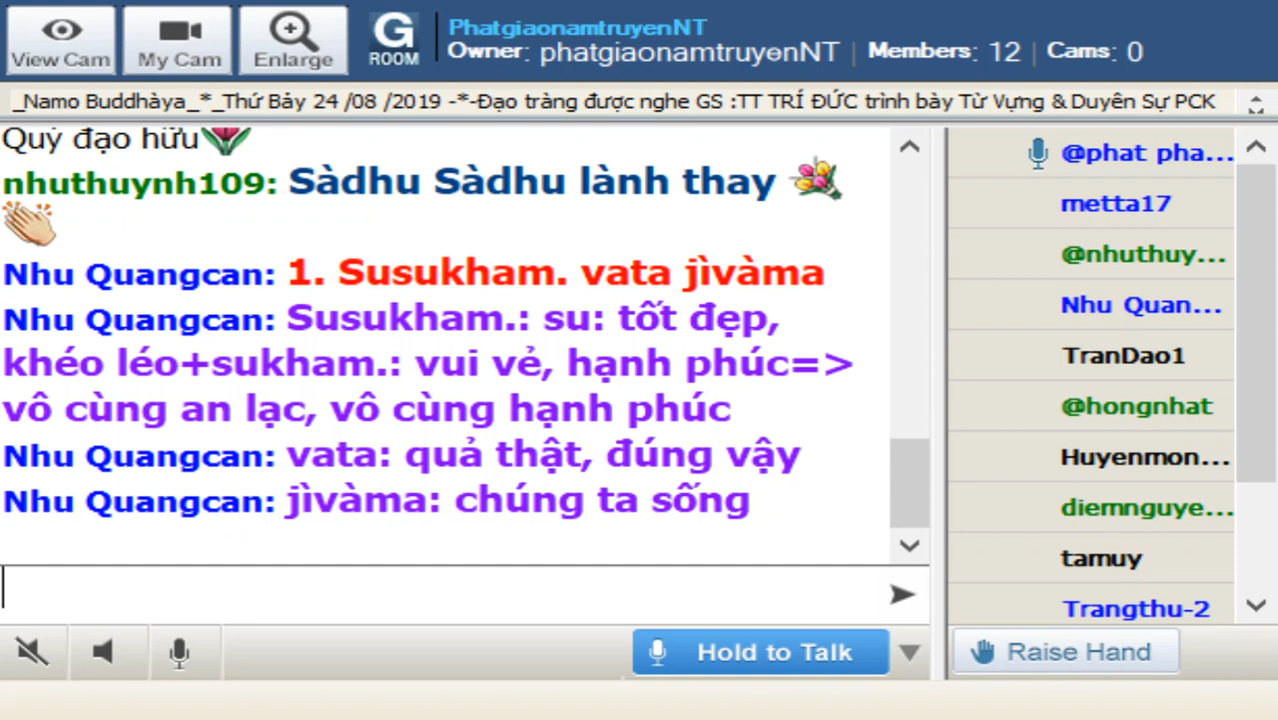 PhatgiaonamtruyenNT
View Cam My Cam Enlarge G ROOM Owner: phatgiaonamtruyenNT | Members: 12 | Cams: 0
_Namo Buddhàya_*_Thứ Bảy 24 /08 /2019 -*-Đạo tràng được nghe GS :TT TRÍ ĐỨC trình bày Từ Vựng & Duyên Sự PCK
Quý đạo hữu
nhuthuynh109: Sàdhu Sàdhu lành thay
Nhu Quangcan: 1. Susukham. vata jìvàma
Nhu Quangcan: Susukham.: su: tốt đẹp,
khéo léo+sukham.: vui vẻ, hạnh phúc=>
vô cùng an lạc, vô cùng hạnh phúc
Nhu Quangcan: vata: quả thật, đúng vậy
Nhu Quangcan: jìvàma: chúng ta sống
@phat pha...
metta17
@nhuthuy...
Nhu Quan...
TranDao1
@hongnhat
Huyenmon...
diemnguye...
tamuy
Trangthu-2
Hold to Talk
Raise Hand